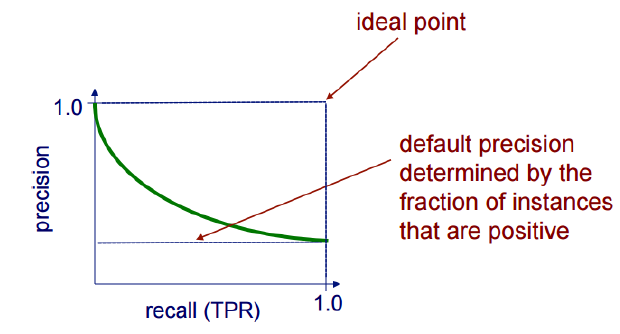 ideal point
1.0
default precision
determined by the
fraction of instances
that are positive
precision
1.0
recall (TPR)